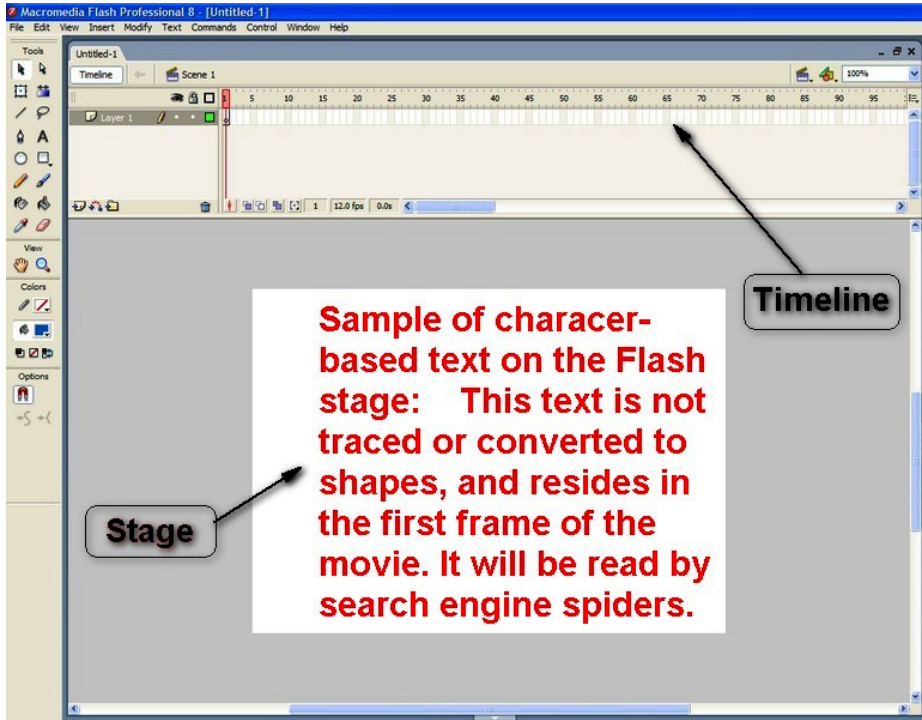 Macromedia Flash Professional 8 - [Untitled-1]
File Edit View Insert Modify Text Commands Control Window Help
Tools
Untitled-1
Timeline Scene 1 100%
1 5 10 15 20 25 30 35 40 45 50 55 60 65 70 75 80 85 90 95
Layer 1
1 12.0 fps 0.0s
View
Colors
Options
Timeline
Stage
Sample of characer-
based text on the Flash
stage: This text is not
traced or converted to
shapes, and resides in
the first frame of the
movie. It will be read by
search engine spiders.